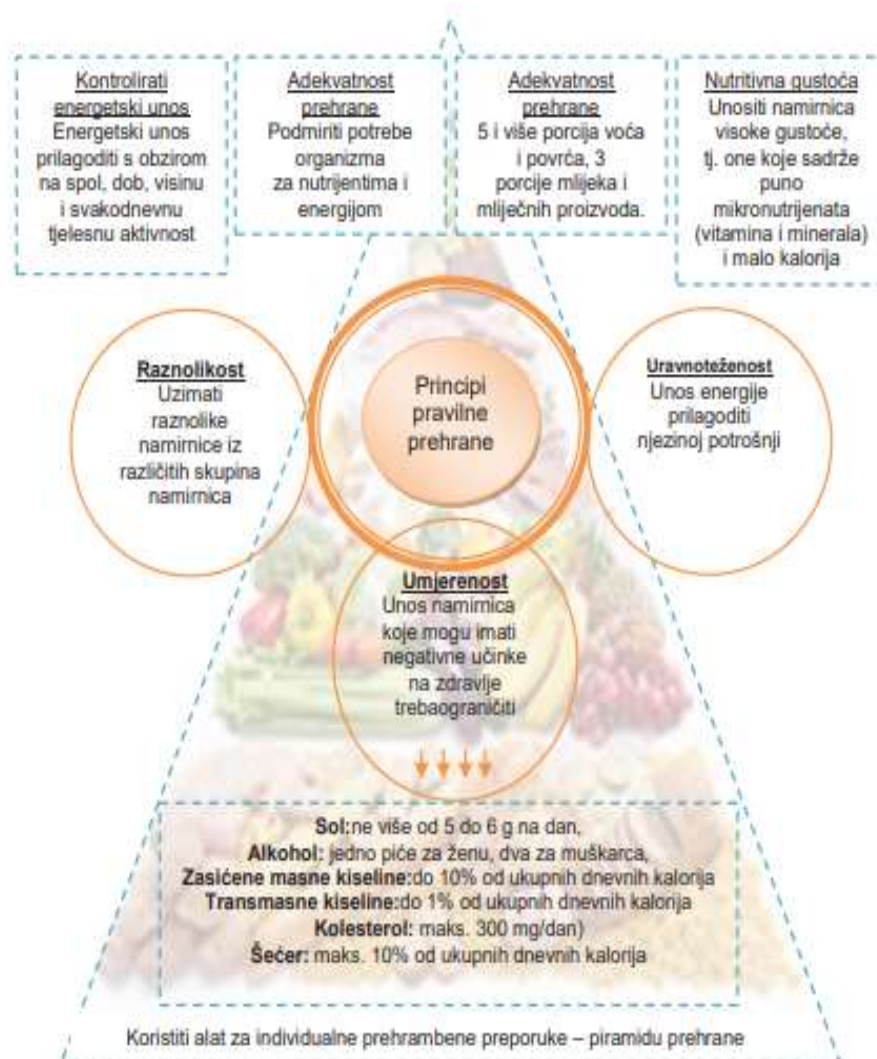 Kontrolirati
energetski unos
Energetski unos
prilagoditi s obzirom
na spol, dob, visinu
i svakodnevnu
tjelesnu aktivnost
Adekvatnost
prehrane
Podmiriti potrebe
organizma
za nutrijentima i
energijom
Adekvatnost
prehrane
5 i više porcija voća
i povrća, 3
porcije mlijeka i
mliječnih proizvoda.
Nutritivna gustoća
Unositi namirnica
visoke gustoće,
tj. one koje sadrže
puno
mikronutrijenata
(vitamina i minerala)
i malo kalorija
Raznolikost
Uzimati
raznolike
namirnice iz
različitih skupina
namirnica
Principi
pravilne
prehrane
Uravnoteženost
Unos energije
prilagoditi
njezinoj potrošnji
Umjerenost
Unos namirnica
koje mogu imati
negativne učinke
na zdravlje
trebaograničiti
Sol:ne više od 5 do 6 g na dan,
Alkohol: jedno piće za ženu, dva za muškarca,
Zasićene masne kiseline:do 10% od ukupnih dnevnih kalorija
Transmasne kiseline:do 1% od ukupnih dnevnih kalorija
Kolesterol: maks. 300 mg/dan)
Šećer: maks. 10% od ukupnih dnevnih kalorija
Koristiti alat za individualne prehrambene preporuke – piramidu prehrane